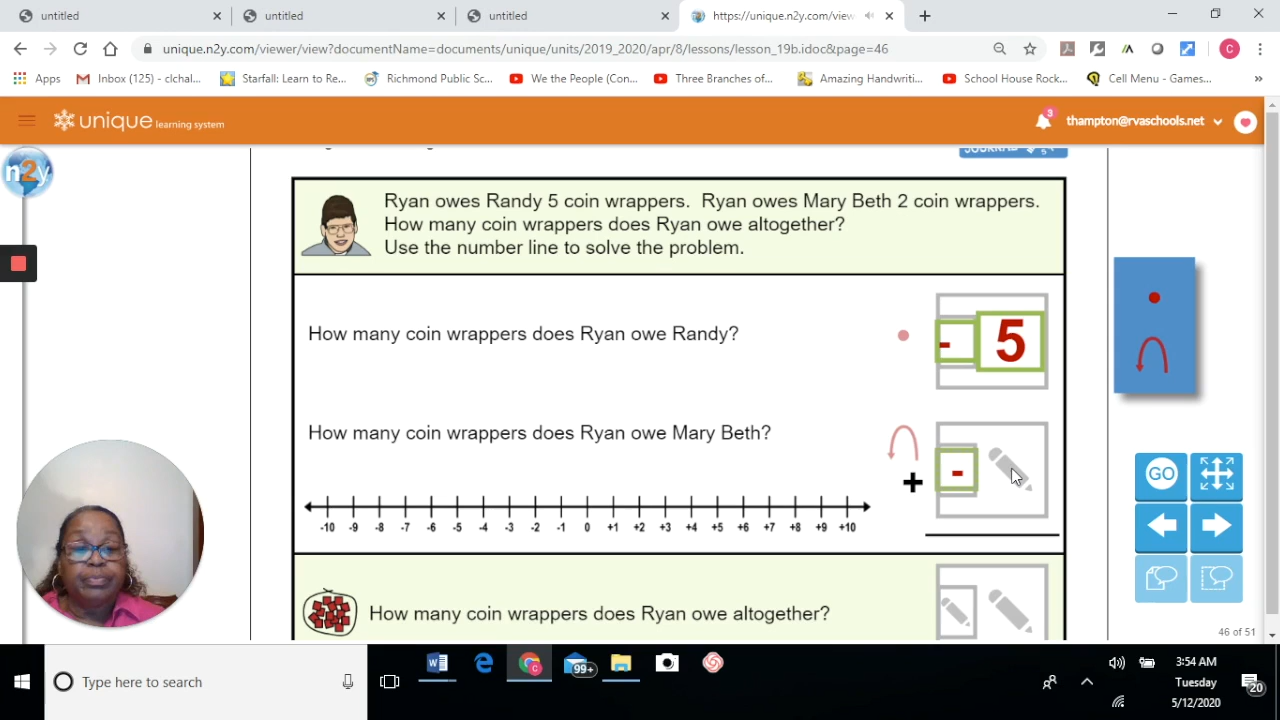 untitled untitled untitled https://unique.n2y.com/view
unique.n2y.com/viewer/view?documentName=documents/unique/units/2019_2020/apr/8/lessons/lesson_19b.idoc&page=46 C
Apps Inbox (125) - clchal... Starfall: Learn to Re... Richmond Public Sc... We the People (Con... Three Branches of... Amazing Handwriti... School House Rock... Cell Menu - Games... »
unique learning system 3 thampton@rvaschools.net
n2y
JOURNAL
Ryan owes Randy 5 coin wrappers. Ryan owes Mary Beth 2 coin wrappers.
How many coin wrappers does Ryan owe altogether?
Use the number line to solve the problem.
How many coin wrappers does Ryan owe Randy? - 5
How many coin wrappers does Ryan owe Mary Beth? + -
-10 -9 -8 -7 -6 -5 -4 -3 -2 -1 0 +1 +2 +3 +4 +5 +6 +7 +8 +9 +10
GO
How many coin wrappers does Ryan owe altogether?
46 of 51
Type here to search 99+ 3:54 AM
Tuesday
5/12/2020 20